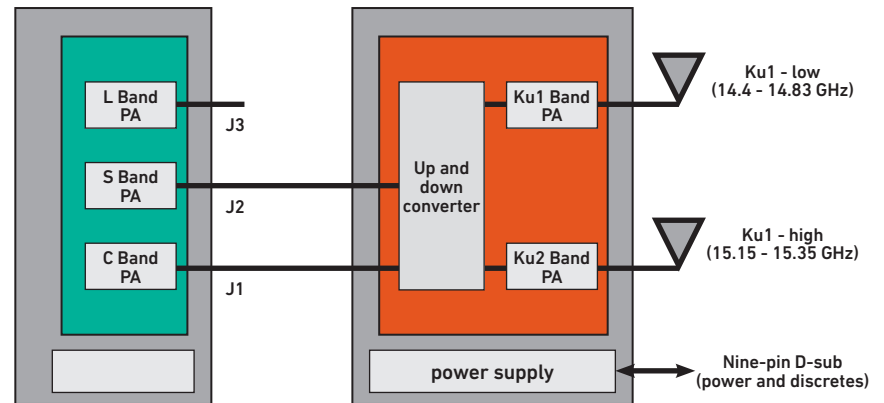 L Band
PA
J3
S Band
PA
J2
C Band
PA
J1
Up and
down
converter
Ku1 Band
PA
Ku2 Band
PA
Ku1 - low
(14.4 - 14.83 GHz)
Ku1 - high
(15.15 - 15.35 GHz)
power supply
Nine-pin D-sub
(power and discretes)